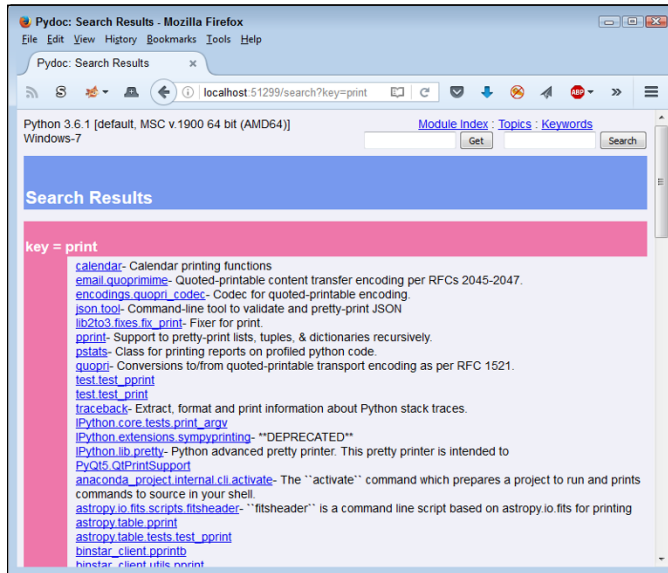 Pydoc: Search Results - Mozilla Firefox
File Edit View History Bookmarks Tools Help
Pydoc: Search Results ×
S localhost:51299/search?key=print ABP »
Python 3.6.1 [default, MSC v.1900 64 bit (AMD64)]
Windows-7
Module Index : Topics : Keywords
Get Search
Search Results
key = print
calendar- Calendar printing functions
email.quoprimime- Quoted-printable content transfer encoding per RFCs 2045-2047.
encodings.quopri_codec- Codec for quoted-printable encoding.
json.tool- Command-line tool to validate and pretty-print JSON
lib2to3.fixes.fix_print- Fixer for print.
pprint- Support to pretty-print lists, tuples, & dictionaries recursively.
pstats- Class for printing reports on profiled python code.
quopri- Conversions to/from quoted-printable transport encoding as per RFC 1521.
test.test_pprint
test.test_print
traceback- Extract, format and print information about Python stack traces.
IPython.core.tests.print_argv
IPython.extensions.sympyprinting- **DEPRECATED**
IPython.lib.pretty- Python advanced pretty printer. This pretty printer is intended to
PyQt5.QtPrintSupport
anaconda_project.internal.cli.activate- The ``activate`` command which prepares a project to run and prints
commands to source in your shell.
astropy.io.fits.scripts.fitsheader- ``fitsheader`` is a command line script based on astropy.io.fits for printing
astropy.table.pprint
astropy.table.tests.test_pprint
binstar_client.pprintb
binstar_client.utils.pprint